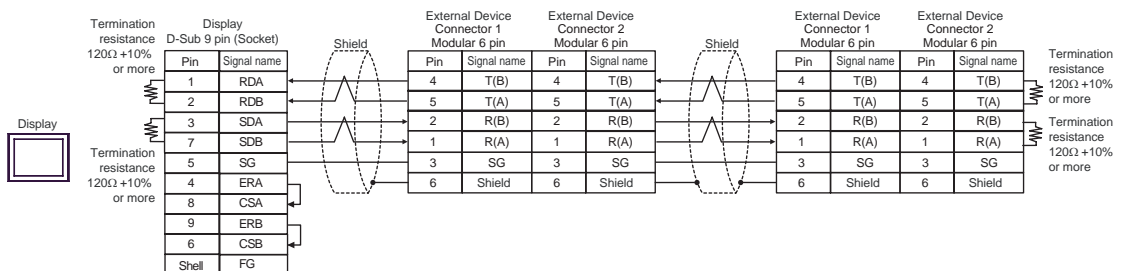 Termination
resistance
120Ω +10%
or more
Display
D-Sub 9 pin (Socket)
Pin Signal name
1 RDA
2 RDB
3 SDA
7 SDB
5 SG
4 ERA
8 CSA
9 ERB
6 CSB
Shell FG
Display
Termination
resistance
120Ω +10%
or more
Shield
External Device
Connector 1
Modular 6 pin
External Device
Connector 2
Modular 6 pin
Pin Signal name Pin Signal name
4 T(B) 4 T(B)
5 T(A) 5 T(A)
2 R(B) 2 R(B)
1 R(A) 1 R(A)
3 SG 3 SG
6 Shield 6 Shield
Shield
External Device
Connector 1
Modular 6 pin
External Device
Connector 2
Modular 6 pin
Pin Signal name Pin Signal name
4 T(B) 4 T(B)
5 T(A) 5 T(A)
2 R(B) 2 R(B)
1 R(A) 1 R(A)
3 SG 3 SG
6 Shield 6 Shield
Termination
resistance
120Ω +10%
or more
Termination
resistance
120Ω +10%
or more